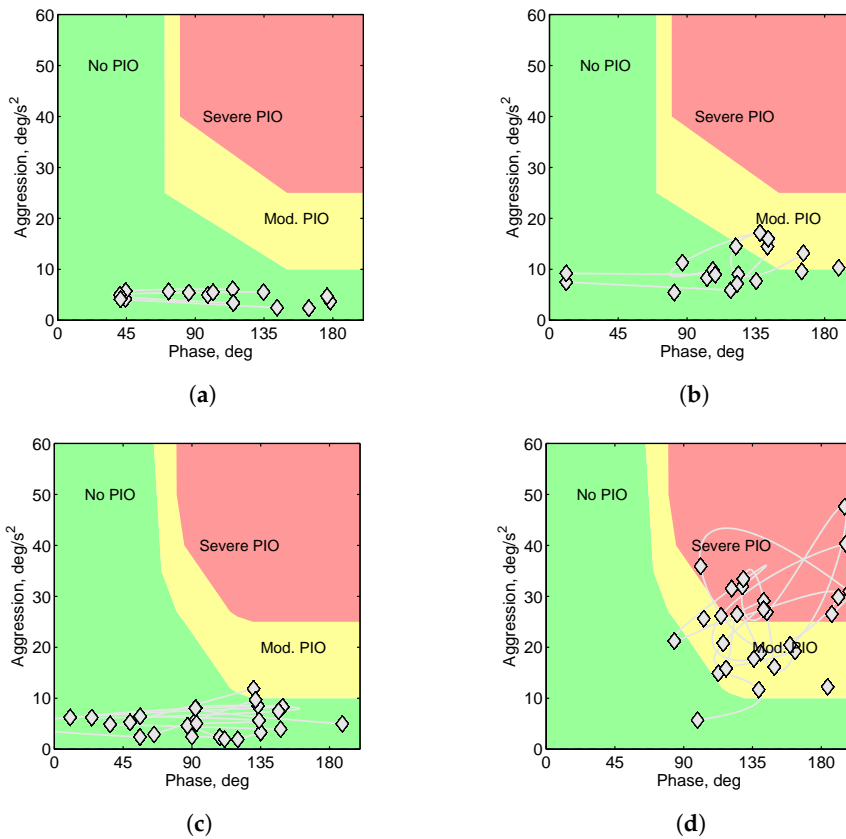 60
50
40
30
20
10
0
Aggression, deg/s²
No PIO
Severe PIO
Mod. PIO
0 45 90 135 180
Phase, deg
(a)
60
50
40
30
20
10
0
Aggression, deg/s²
No PIO
Severe PIO
Mod. PIO
0 45 90 135 180
Phase, deg
(b)
60
50
40
30
20
10
0
Aggression, deg/s²
No PIO
Severe PIO
Mod. PIO
0 45 90 135 180
Phase, deg
(c)
60
50
40
30
20
10
0
Aggression, deg/s²
No PIO
Severe PIO
Mod. PIO
0 45 90 135 180
Phase, deg
(d)